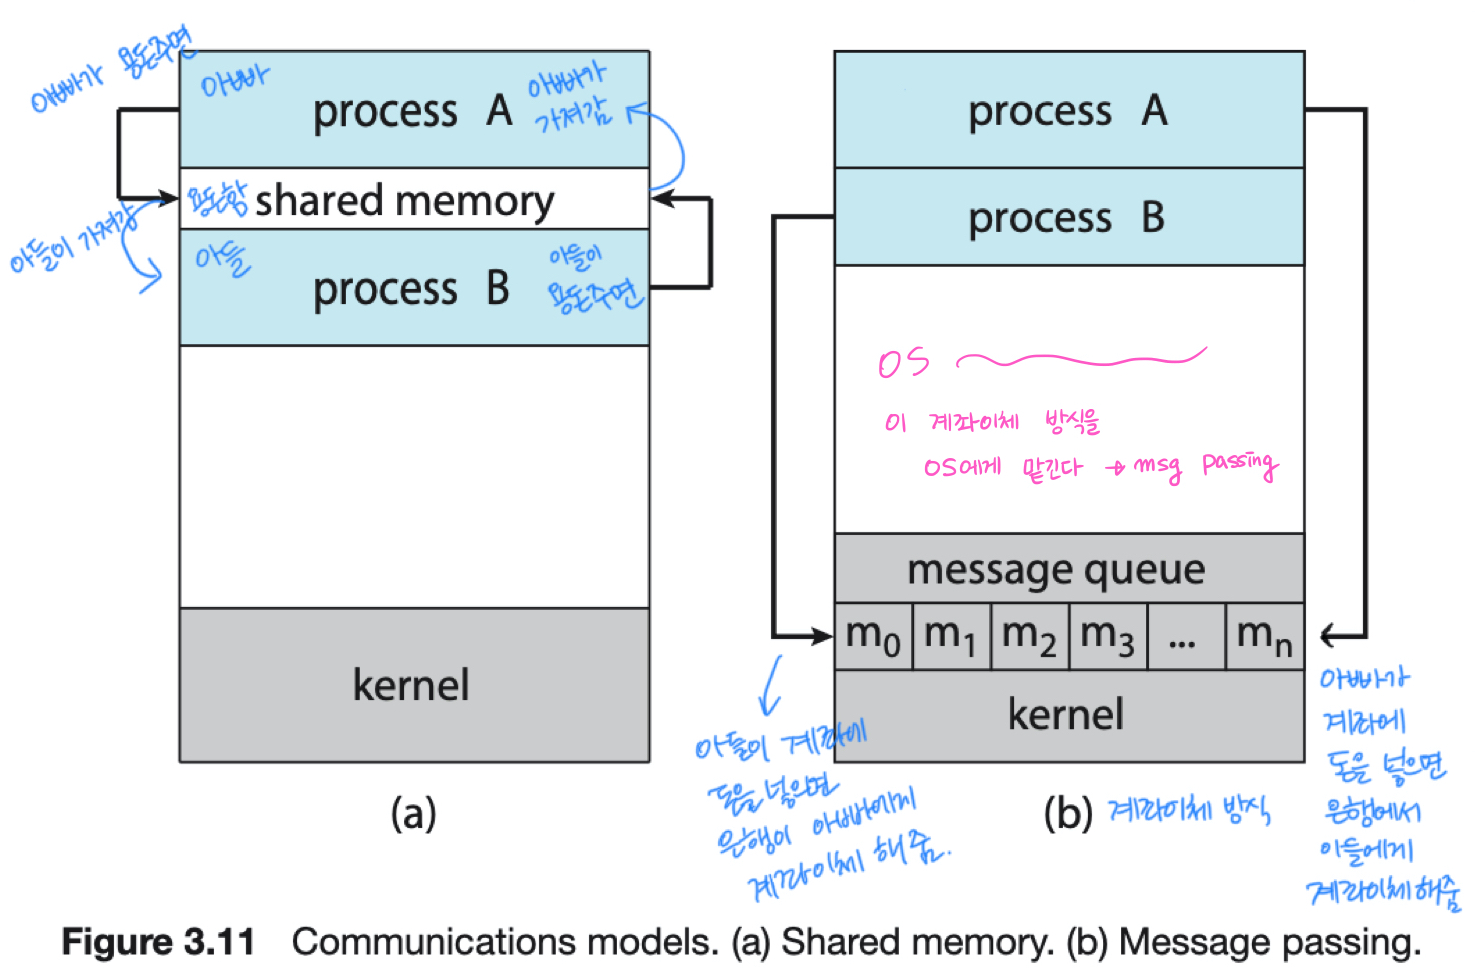 아빠가 용돈주면
아빠
아빠가
가져감
process A
용돈함
shared memory
아들이 가져감
아들
아들이
용돈주면
process B
kernel
(a)
process A
process B
OS
이 계좌이체 방식을
OS에게 맡긴다 → msg passing
message queue
m0 m1 m2 m3 ... mn
kernel
아들이 계좌에
돈을 넣으면
은행이 아빠에게
계좌이체 해줌.
(b) 계좌이체 방식
아빠가
계좌에
돈을 넣으면
은행에서
아들에게
계좌이체해줌
Figure 3.11 Communications models. (a) Shared memory. (b) Message passing.